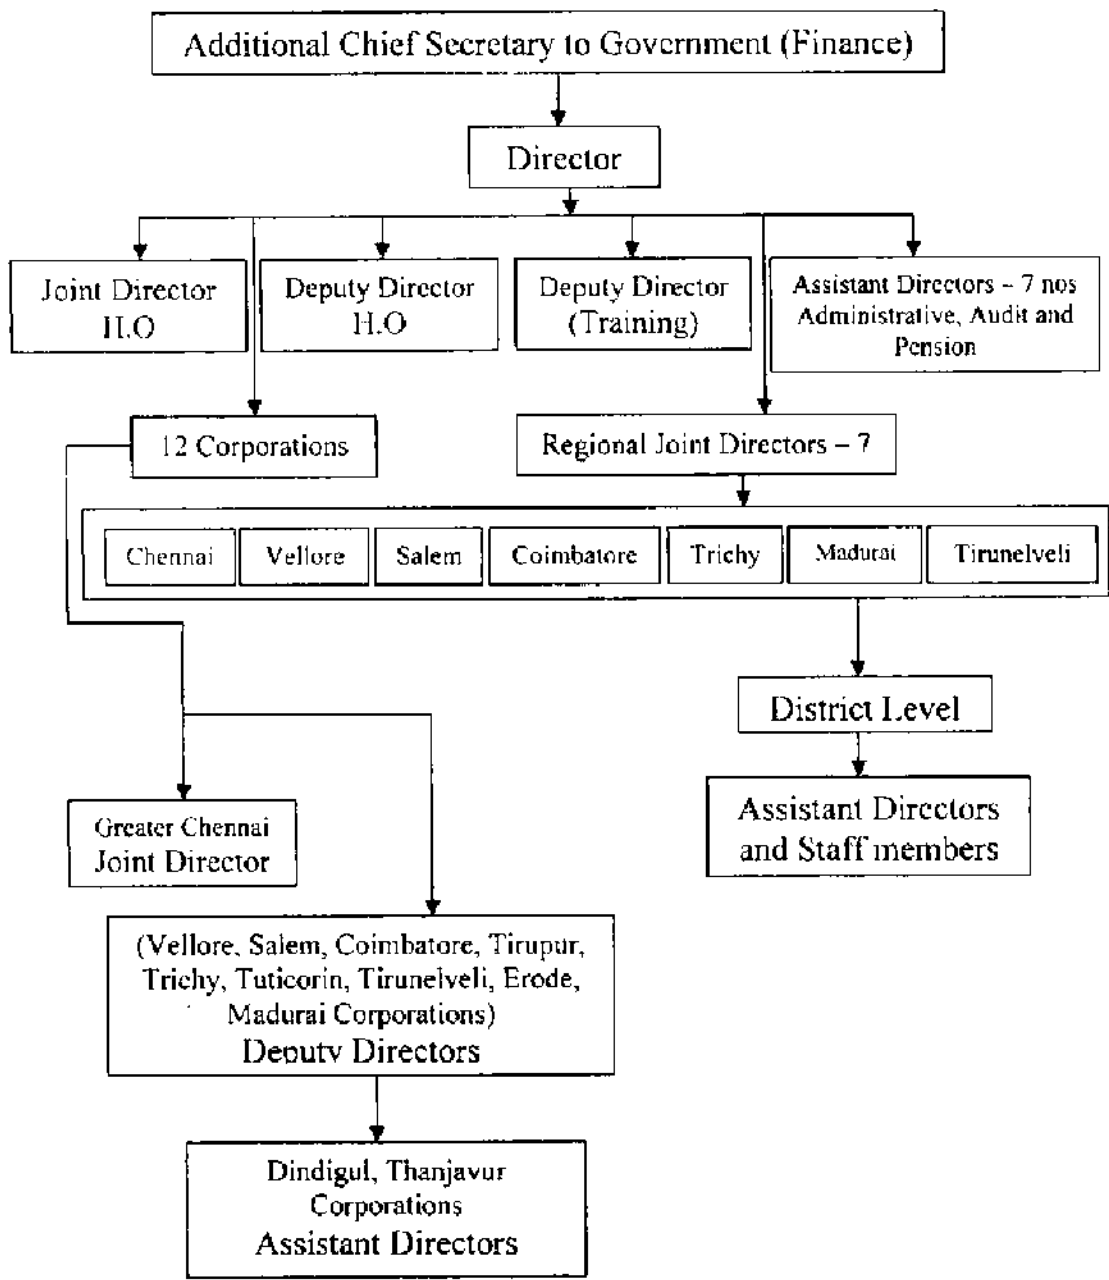 Additional Chief Secretary to Government (Finance)
Director
Joint Director
H.O
Deputy Director
H.O
Deputy Director
(Training)
Assistant Directors – 7 nos
Administrative, Audit and
Pension
12 Corporations
Regional Joint Directors – 7
Chennai
Vellore
Salem
Coimbatore
Trichy
Madurai
Tirunelveli
District Level
Assistant Directors
and Staff members
Greater Chennai
Joint Director
(Vellore, Salem, Coimbatore, Tirupur,
Trichy, Tuticorin, Tirunelveli, Erode,
Madurai Corporations)
Deputy Directors
Dindigul, Thanjavur
Corporations
Assistant Directors